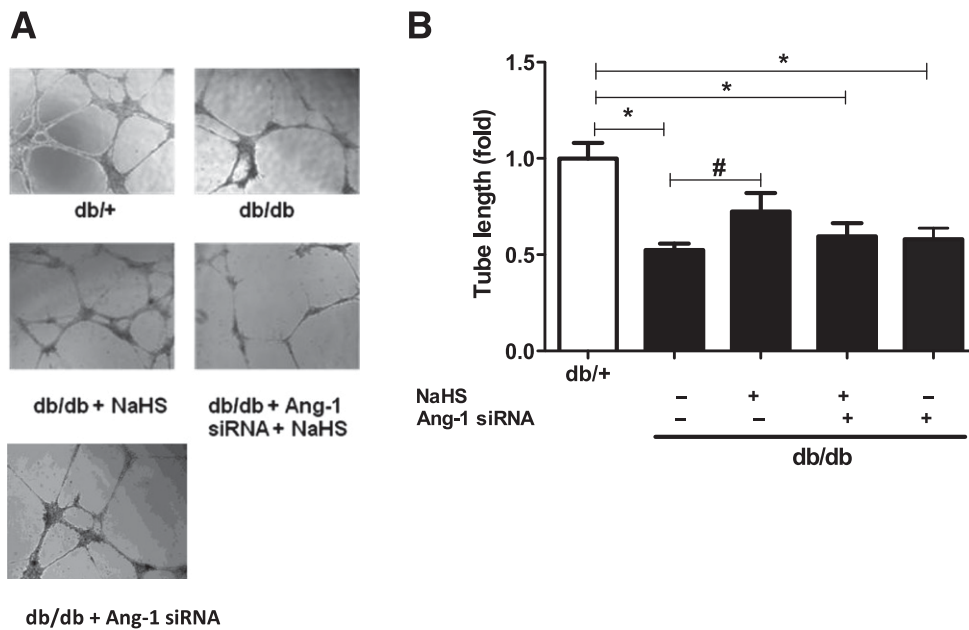 A
db/+
db/db
db/db + NaHS
db/db + Ang-1
siRNA + NaHS
db/db + Ang-1 siRNA
B
Tube length (fold)
1.5
1.0
0.5
0.0
*
*
*
#
db/+
NaHS – + + –
Ang-1 siRNA – – + +
db/db